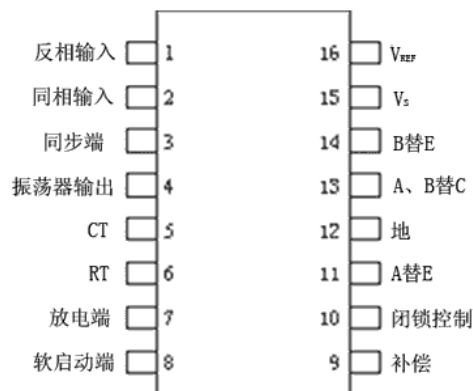 反相输入 1 16 VREF
同相输入 2 15 VS
同步端 3 14 B替E
振荡器输出 4 13 A、B替C
CT 5 12 地
RT 6 11 A替E
放电端 7 10 闭锁控制
软启动端 8 9 补偿